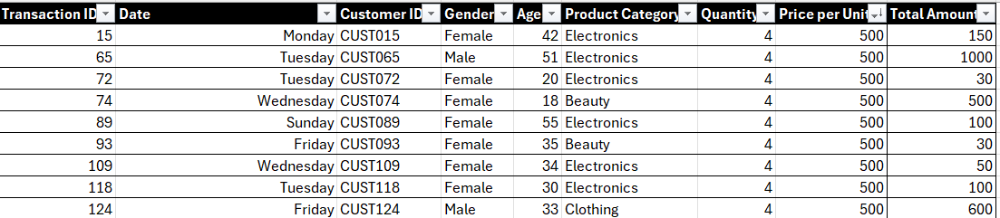 Transaction ID Date Customer ID Gender Age Product Category Quantity Price per Unit Total Amount
15 Monday CUST015 Female 42 Electronics 4 500 150
65 Tuesday CUST065 Male 51 Electronics 4 500 1000
72 Tuesday CUST072 Female 20 Electronics 4 500 30
74 Wednesday CUST074 Female 18 Beauty 4 500 500
89 Sunday CUST089 Female 55 Electronics 4 500 100
93 Friday CUST093 Female 35 Beauty 4 500 30
109 Wednesday CUST109 Female 34 Electronics 4 500 50
118 Tuesday CUST118 Female 30 Electronics 4 500 100
124 Friday CUST124 Male 33 Clothing 4 500 600